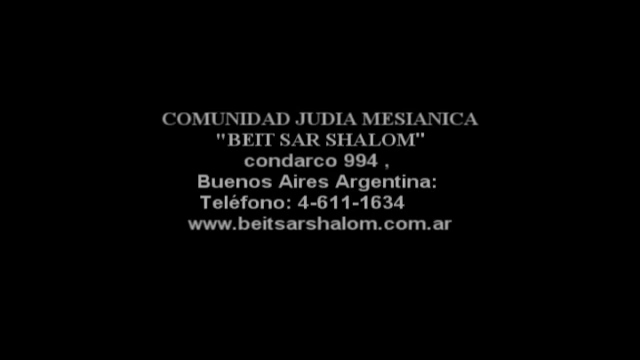 COMUNIDAD JUDIA MESIANICA
"BEIT SAR SHALOM"
condarco 994 ,
Buenos Aires Argentina:
Teléfono: 4-611-1634
www.beitsarshalom.com.ar